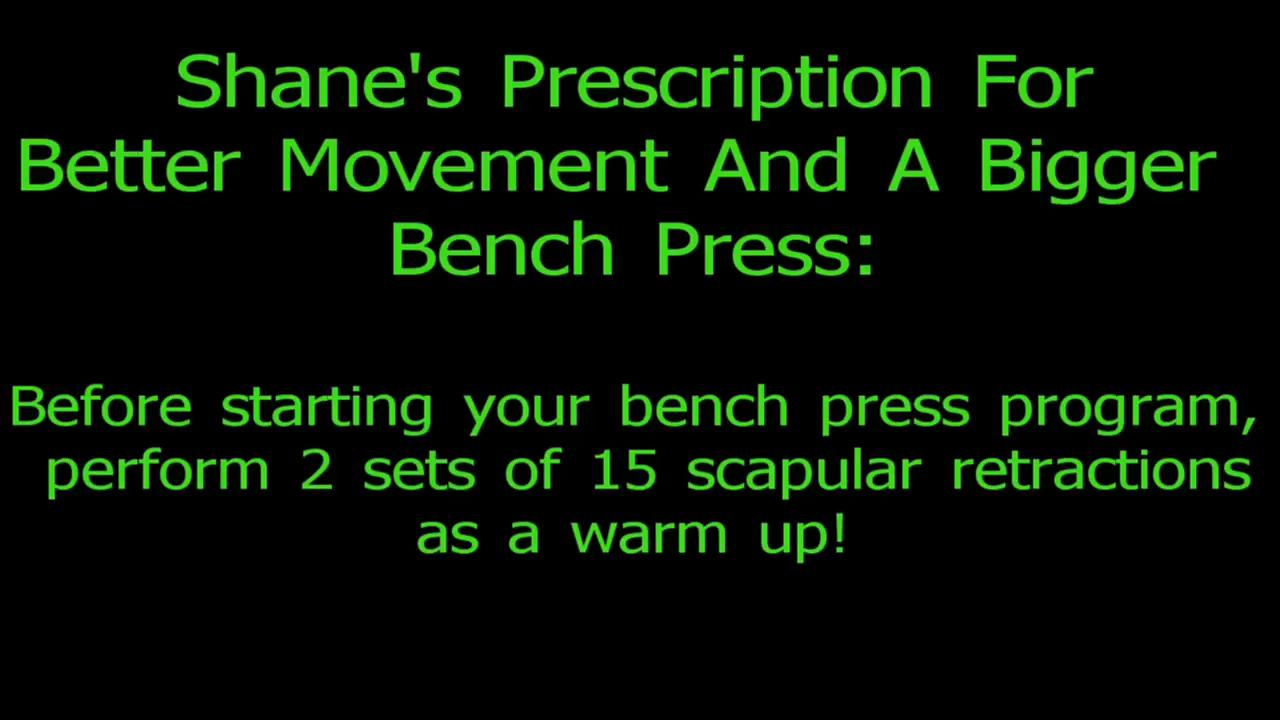 Shane's Prescription For
Better Movement And A Bigger
Bench Press:
Before starting your bench press program,
perform 2 sets of 15 scapular retractions
as a warm up!